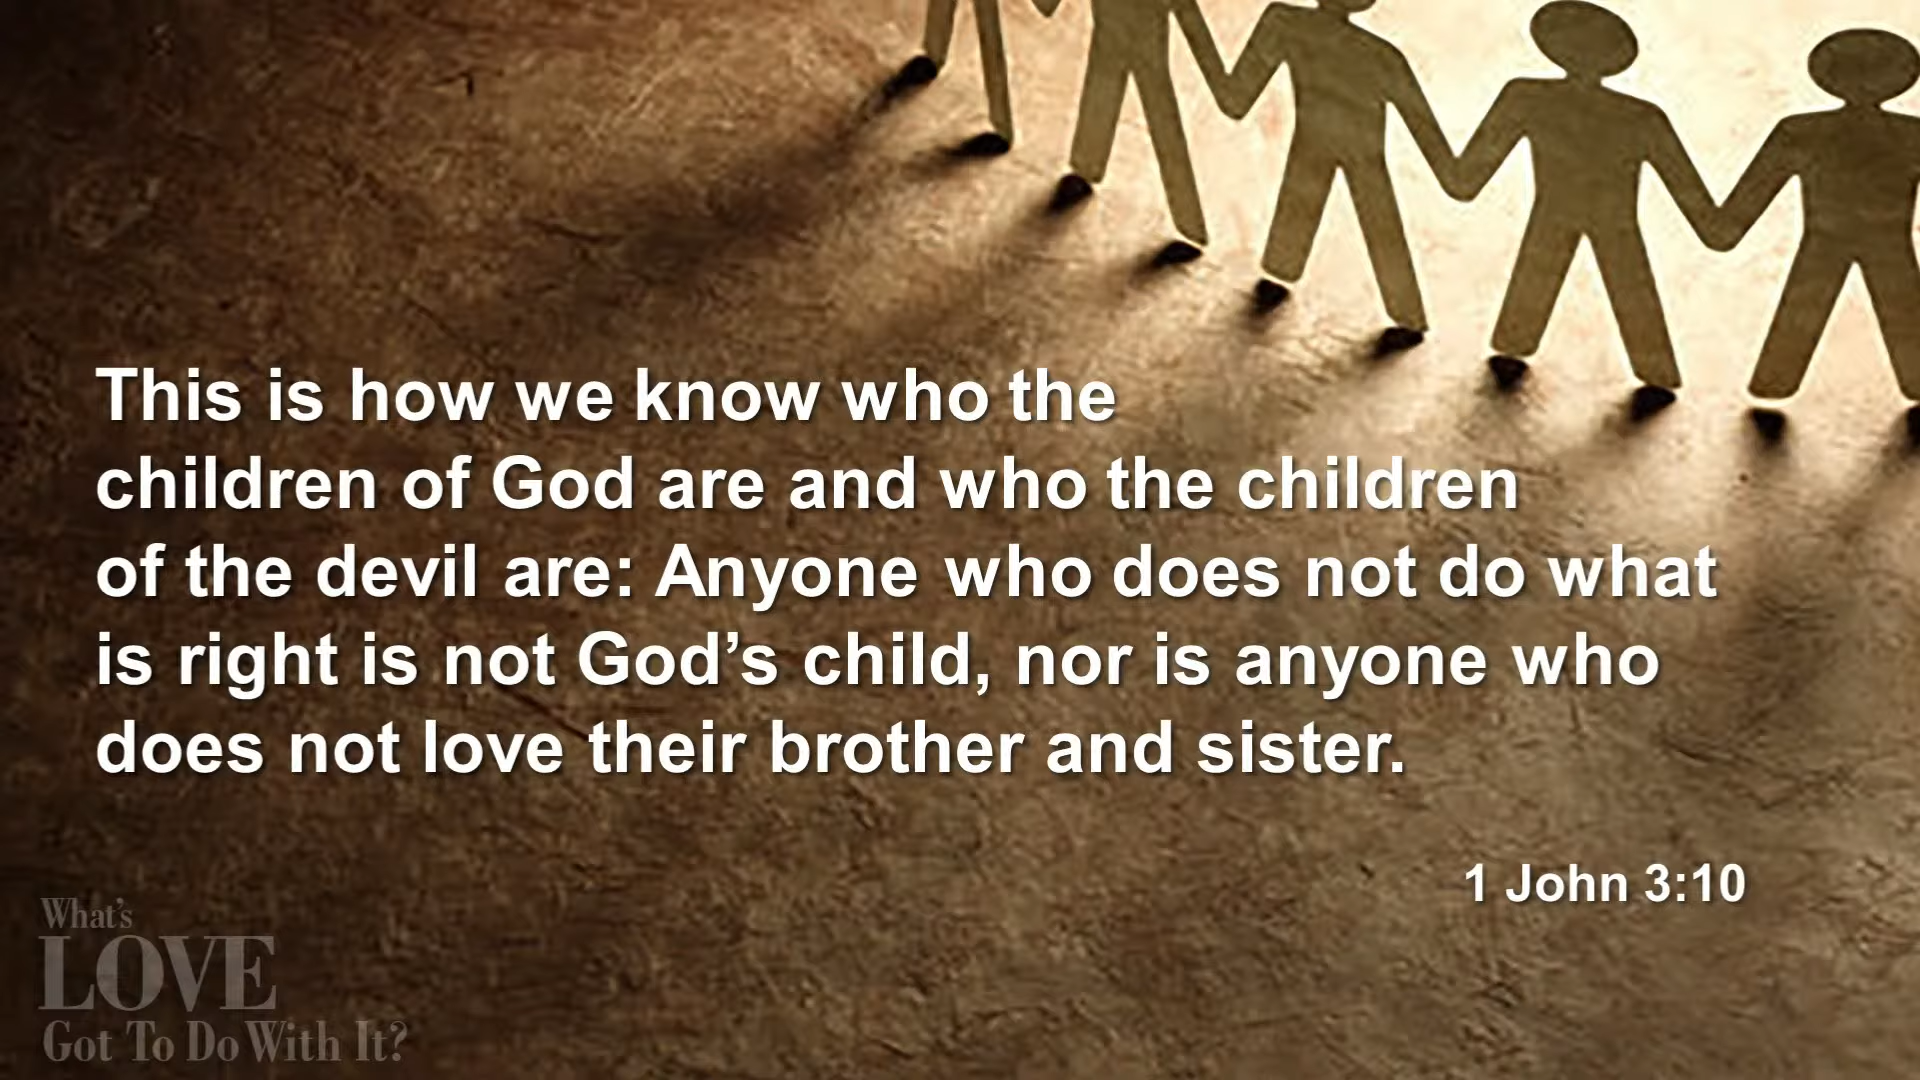 This is how we know who the
children of God are and who the children
of the devil are: Anyone who does not do what
is right is not God’s child, nor is anyone who
does not love their brother and sister.
1 John 3:10
What's
LOVE
Got To Do With It?